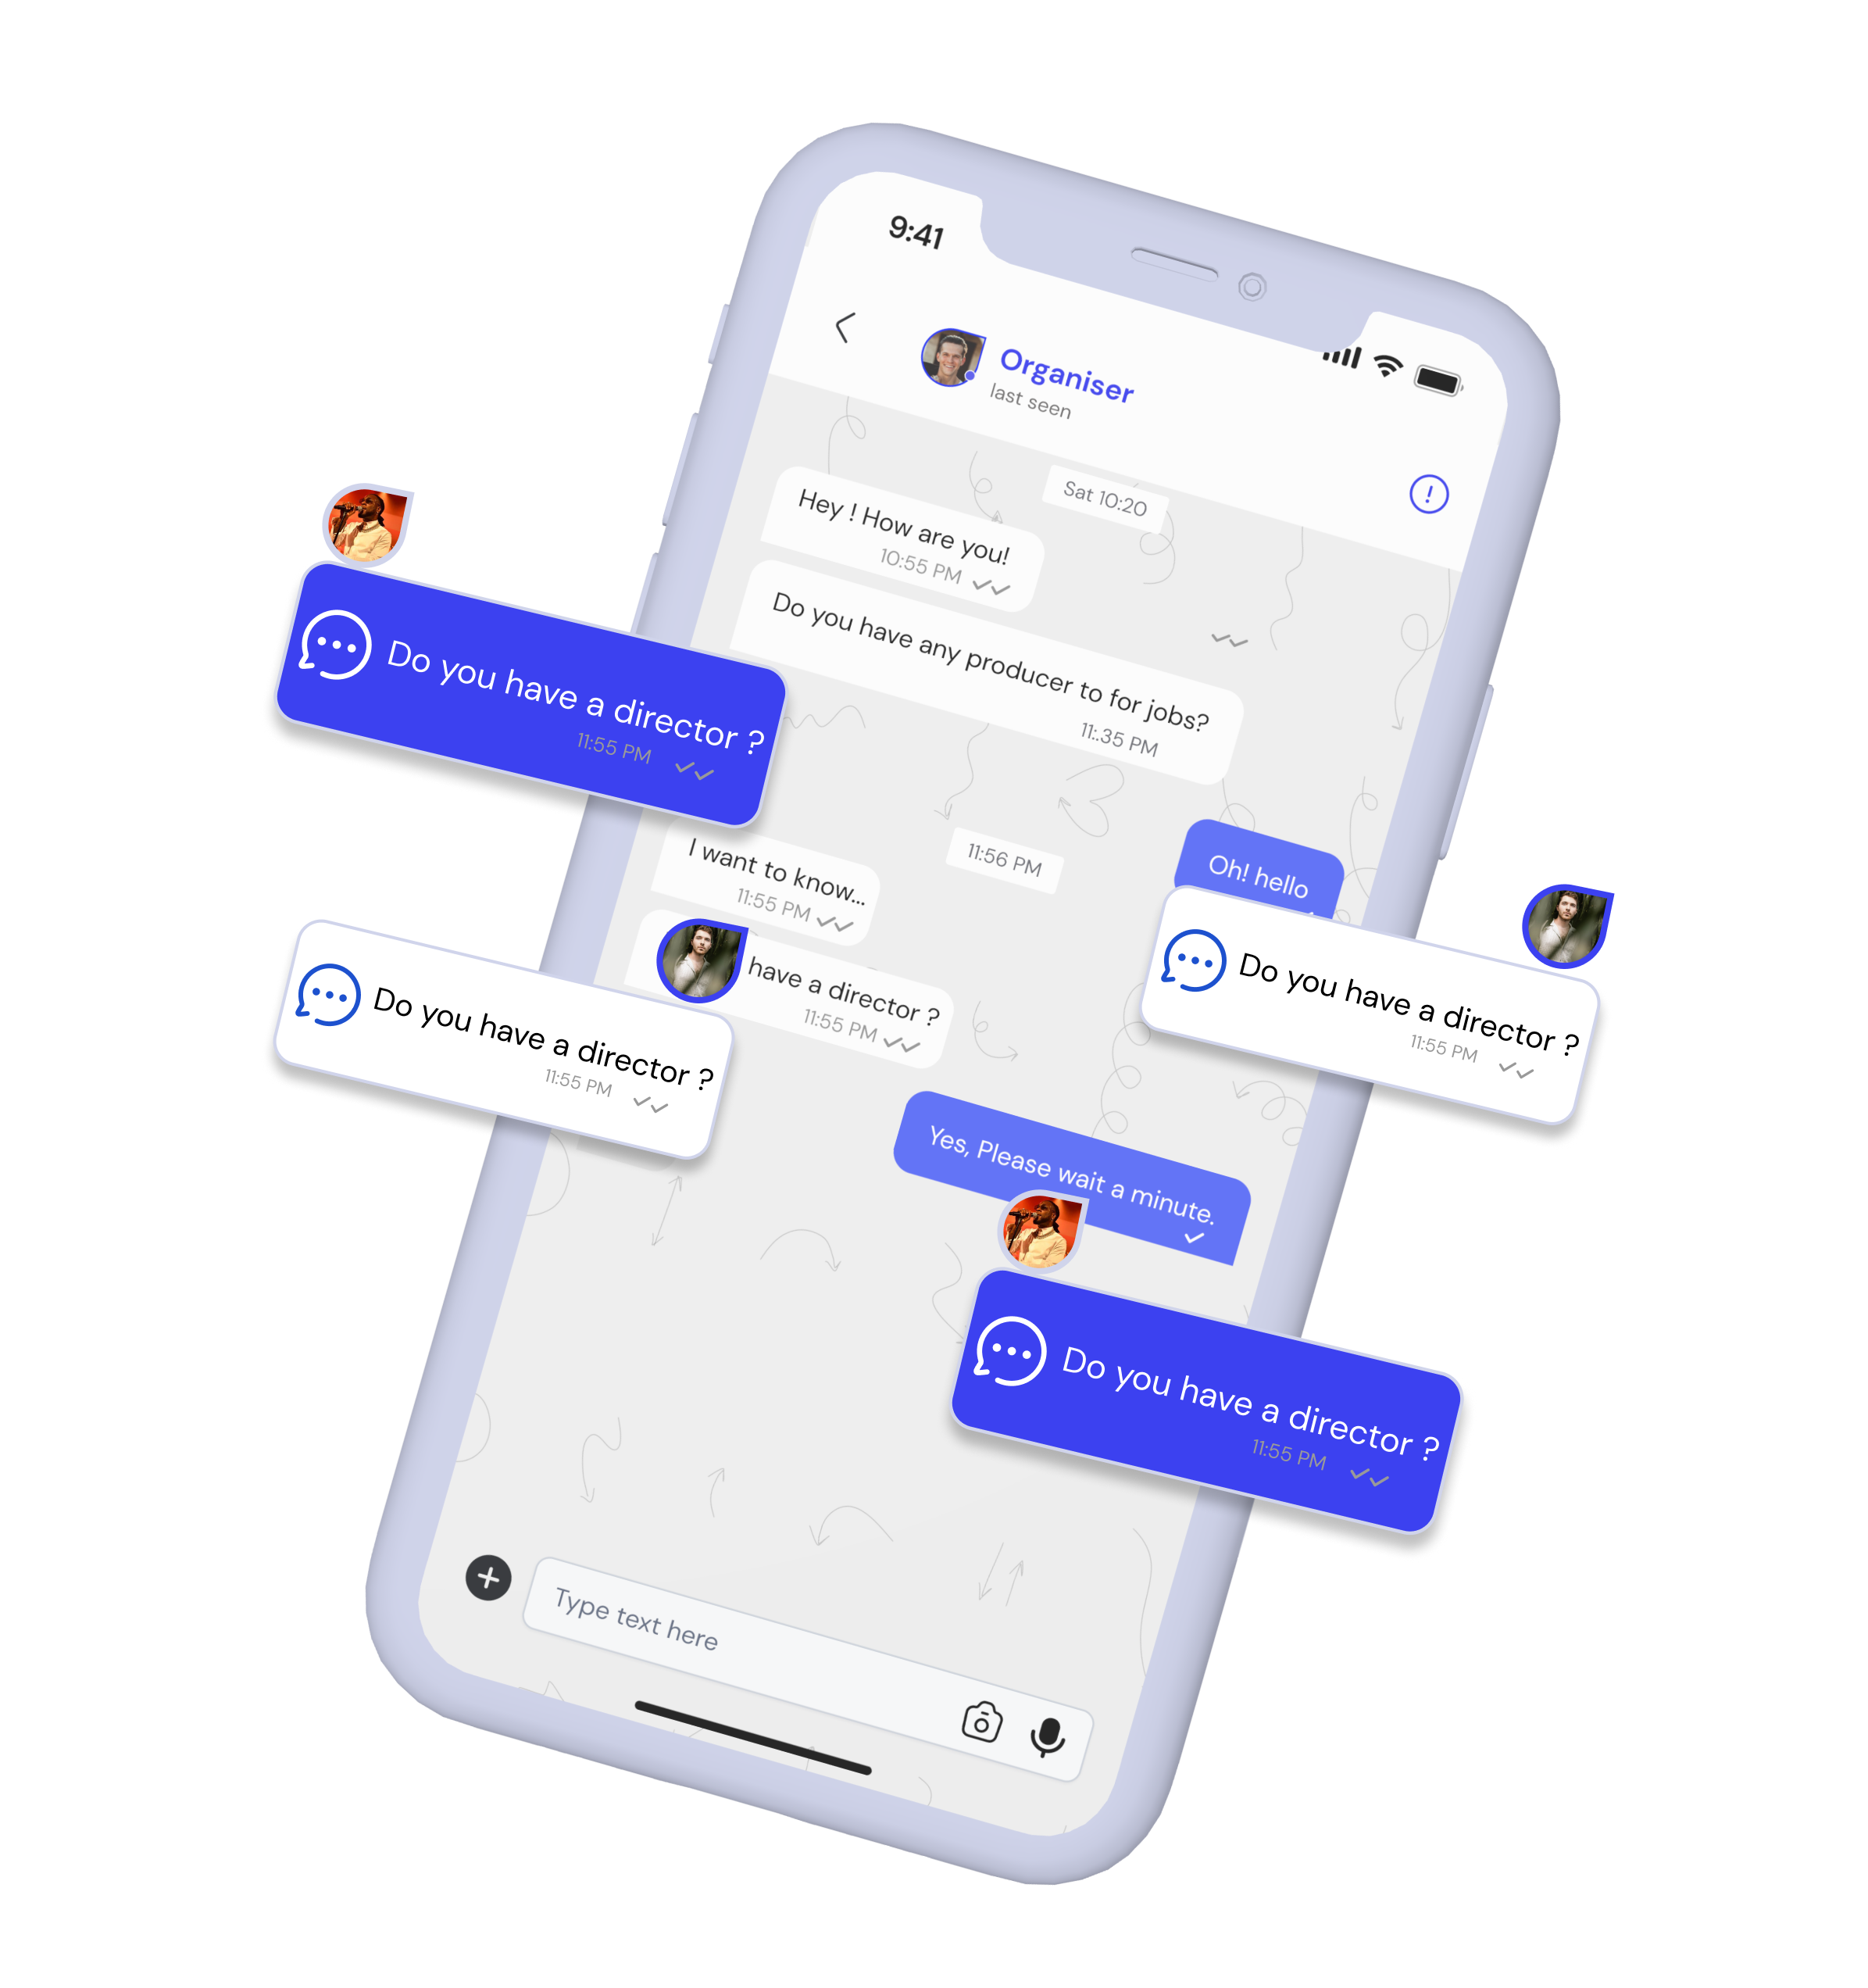 9:41
Organiser
last seen
Sat 10:20
Hey ! How are you!
10:55 PM
Do you have any producer to for jobs?
11:.35 PM
Do you have a director ?
11:55 PM
11:56 PM
Oh! hello
I want to know...
11:55 PM
have a director ?
11:55 PM
Do you have a director ?
11:55 PM
Do you have a director ?
11:55 PM
Yes, Please wait a minute.
Do you have a director ?
11:55 PM
Type text here